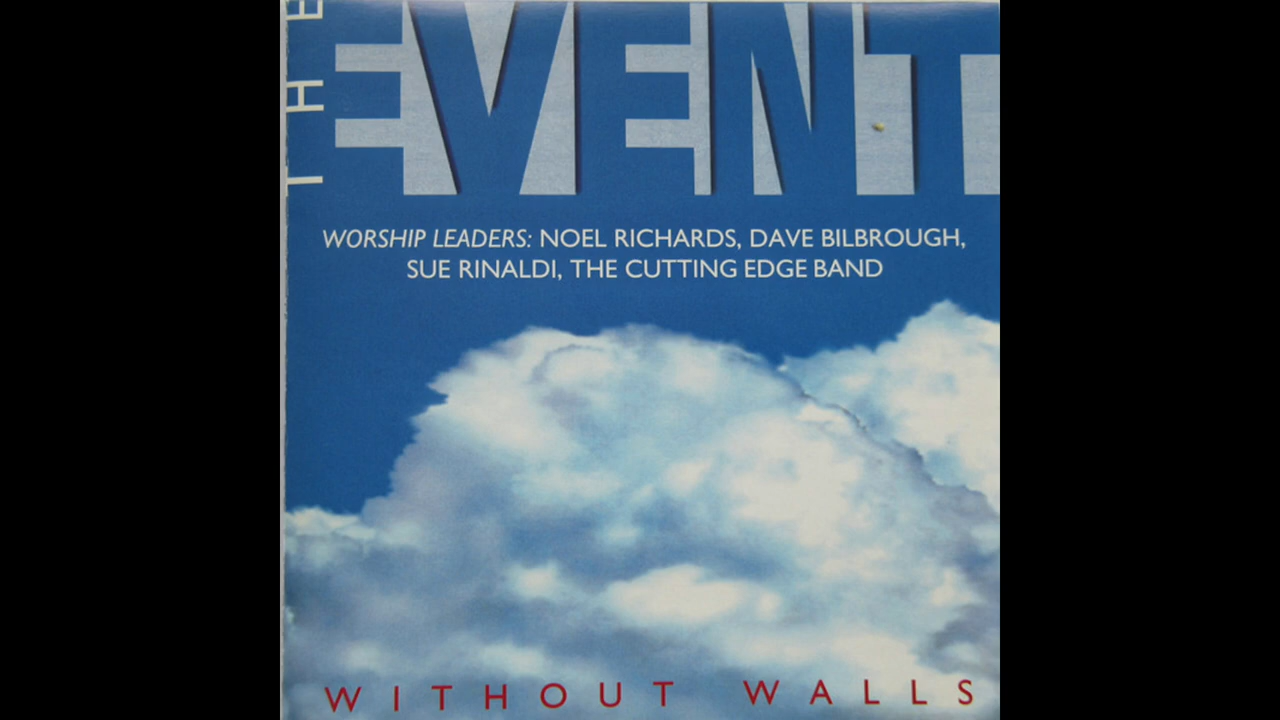 THE
EVENT
WORSHIP LEADERS: NOEL RICHARDS, DAVE BILBROUGH,
SUE RINALDI, THE CUTTING EDGE BAND
WITHOUT WALLS